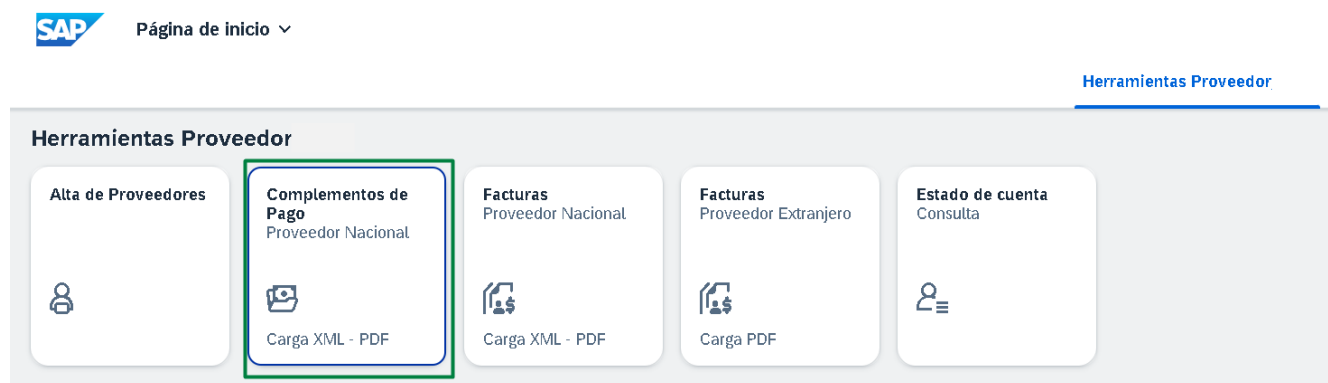 SAP
Página de inicio
Herramientas Proveedor
Herramientas Proveedor
Alta de Proveedores
Complementos de
Pago
Proveedor Nacional
Carga XML - PDF
Facturas
Proveedor Nacional
Carga XML - PDF
Facturas
Proveedor Extranjero
Carga PDF
Estado de cuenta
Consulta